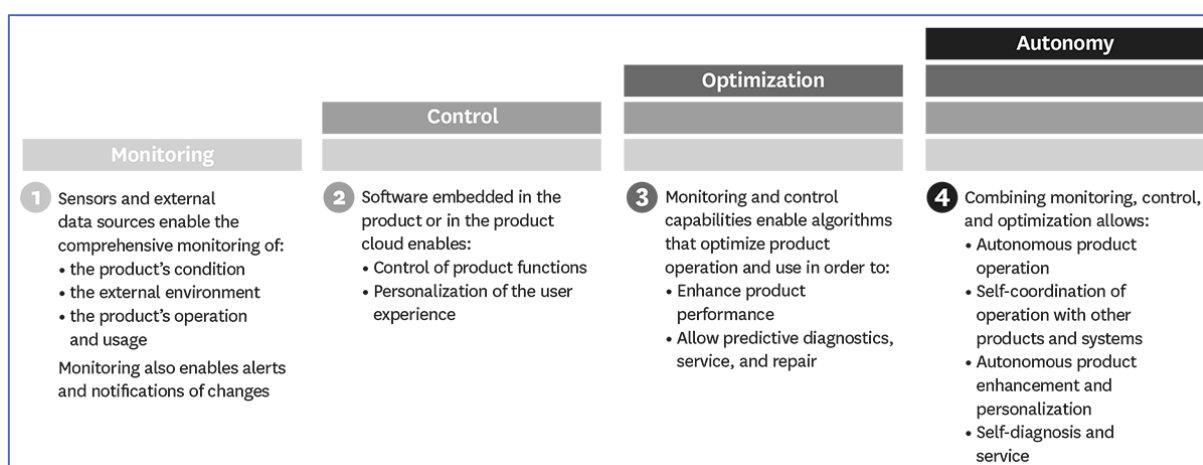 Monitoring
1 Sensors and external
data sources enable the
comprehensive monitoring of:
• the product's condition
• the external environment
• the product's operation
and usage
Monitoring also enables alerts
and notifications of changes
Control
2 Software embedded in the
product or in the product
cloud enables:
• Control of product functions
• Personalization of the user
experience
Optimization
3 Monitoring and control
capabilities enable algorithms
that optimize product
operation and use in order to:
• Enhance product
performance
• Allow predictive diagnostics,
service, and repair
Autonomy
4 Combining monitoring, control,
and optimization allows:
• Autonomous product
operation
• Self-coordination of
operation with other
products and systems
• Autonomous product
enhancement and
personalization
• Self-diagnosis and
service